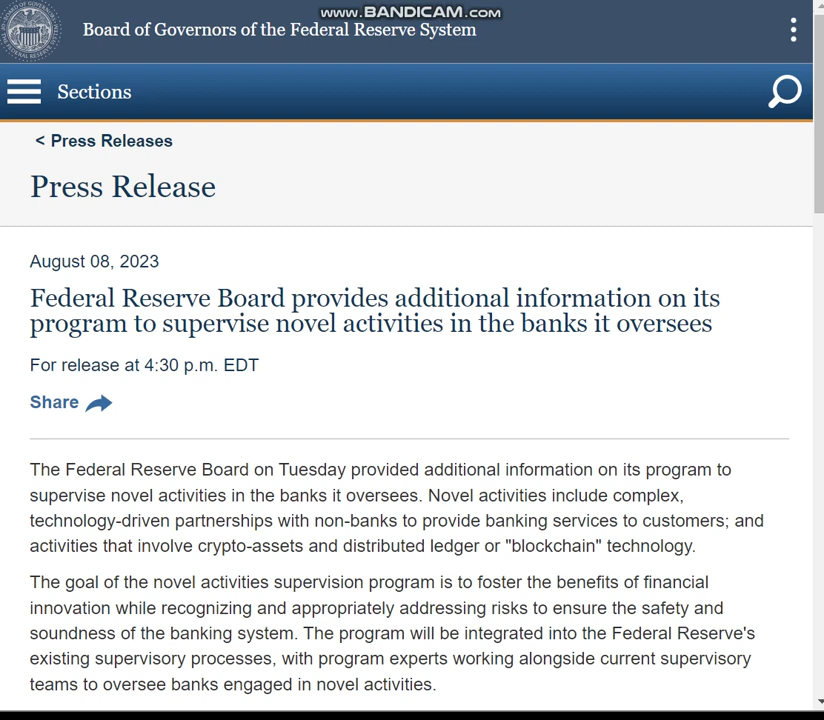 www.BANDICAM.com
Board of Governors of the Federal Reserve System
Sections
< Press Releases
Press Release
August 08, 2023
Federal Reserve Board provides additional information on its
program to supervise novel activities in the banks it oversees
For release at 4:30 p.m. EDT
Share
The Federal Reserve Board on Tuesday provided additional information on its program to
supervise novel activities in the banks it oversees. Novel activities include complex,
technology-driven partnerships with non-banks to provide banking services to customers; and
activities that involve crypto-assets and distributed ledger or "blockchain" technology.
The goal of the novel activities supervision program is to foster the benefits of financial
innovation while recognizing and appropriately addressing risks to ensure the safety and
soundness of the banking system. The program will be integrated into the Federal Reserve's
existing supervisory processes, with program experts working alongside current supervisory
teams to oversee banks engaged in novel activities.